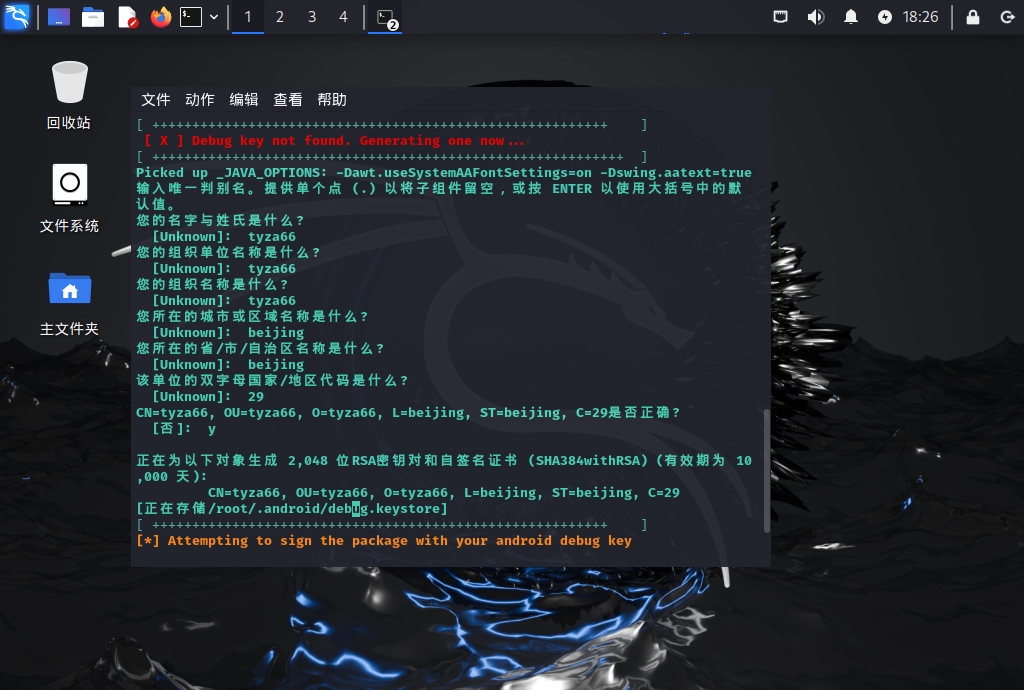 1 2 3 4 2 18:26
回收站
文件系统
主文件夹
文件 动作 编辑 查看 帮助
[ +++++++++++++++++++++++++++++++++++++++++++++++++++++++++ ]
[ X ] Debug key not found. Generating one now...
[ +++++++++++++++++++++++++++++++++++++++++++++++++++++++++++ ]
Picked up _JAVA_OPTIONS: -Dawt.useSystemAAFontSettings=on -Dswing.aatext=true
输入唯一判别名。提供单个点 (.) 以将子组件留空，或按 ENTER 以使用大括号中的默
认值。
您的名字与姓氏是什么?
[Unknown]: tyza66
您的组织单位名称是什么?
[Unknown]: tyza66
您的组织名称是什么?
[Unknown]: tyza66
您所在的城市或区域名称是什么?
[Unknown]: beijing
您所在的省/市/自治区名称是什么?
[Unknown]: beijing
该单位的双字母国家/地区代码是什么?
[Unknown]: 29
CN=tyza66, OU=tyza66, O=tyza66, L=beijing, ST=beijing, C=29是否正确?
[否]: y
正在为以下对象生成 2,048 位RSA密钥对和自签名证书 (SHA384withRSA) (有效期为 10
,000 天):
CN=tyza66, OU=tyza66, O=tyza66, L=beijing, ST=beijing, C=29
[正在存储/root/.android/debug.keystore]
[ +++++++++++++++++++++++++++++++++++++++++++++++++++++++++ ]
[*] Attempting to sign the package with your android debug key